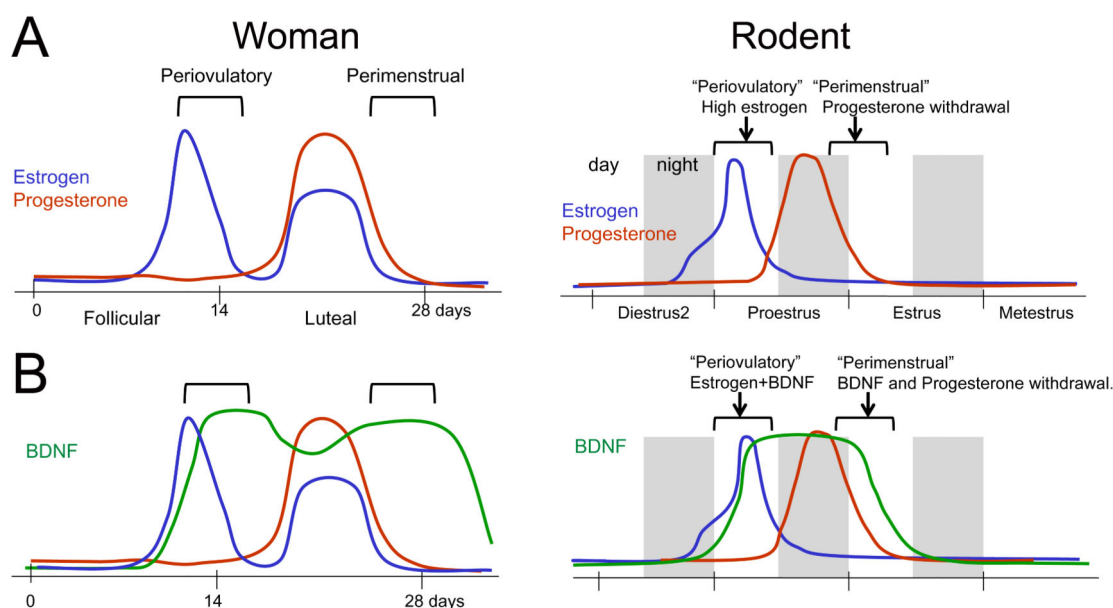 A
Woman
Rodent
Periovulatory
Perimenstrual
“Periovulatory”
High estrogen
“Perimenstrual”
Progesterone withdrawal
Estrogen
Progesterone
day
night
Estrogen
Progesterone
0
14
28 days
Follicular
Luteal
Diestrus2
Proestrus
Estrus
Metestrus
B
“Periovulatory”
Estrogen+BDNF
“Perimenstrual”
BDNF and Progesterone withdrawal.
BDNF
BDNF
0
14
28 days